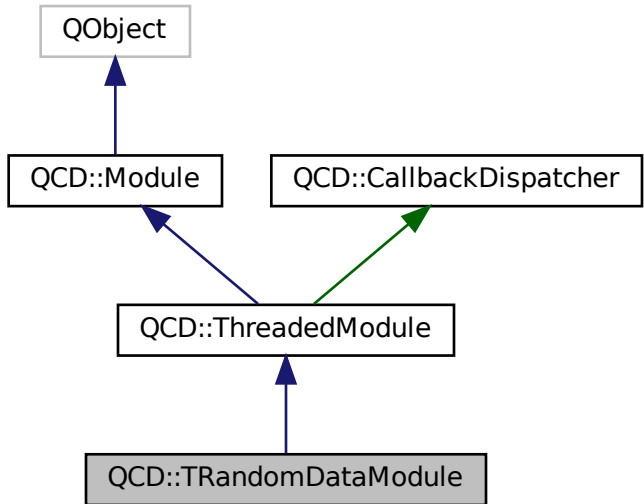 QObject
QCD::Module
QCD::CallbackDispatcher
QCD::ThreadedModule
QCD::TRandomDataModule